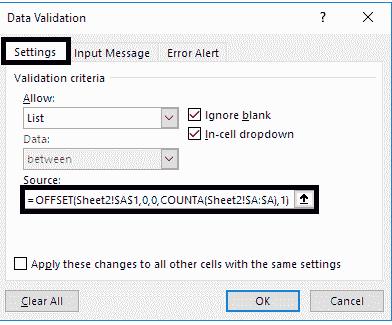 Data Validation ? ×
Settings Input Message Error Alert
Validation criteria
Allow:
List
Ignore blank
Data:
In-cell dropdown
between
Source:
=OFFSET(Sheet2!$A$1,0,0,COUNTA(Sheet2!$A:$A),1)
Apply these changes to all other cells with the same settings
Clear All OK Cancel